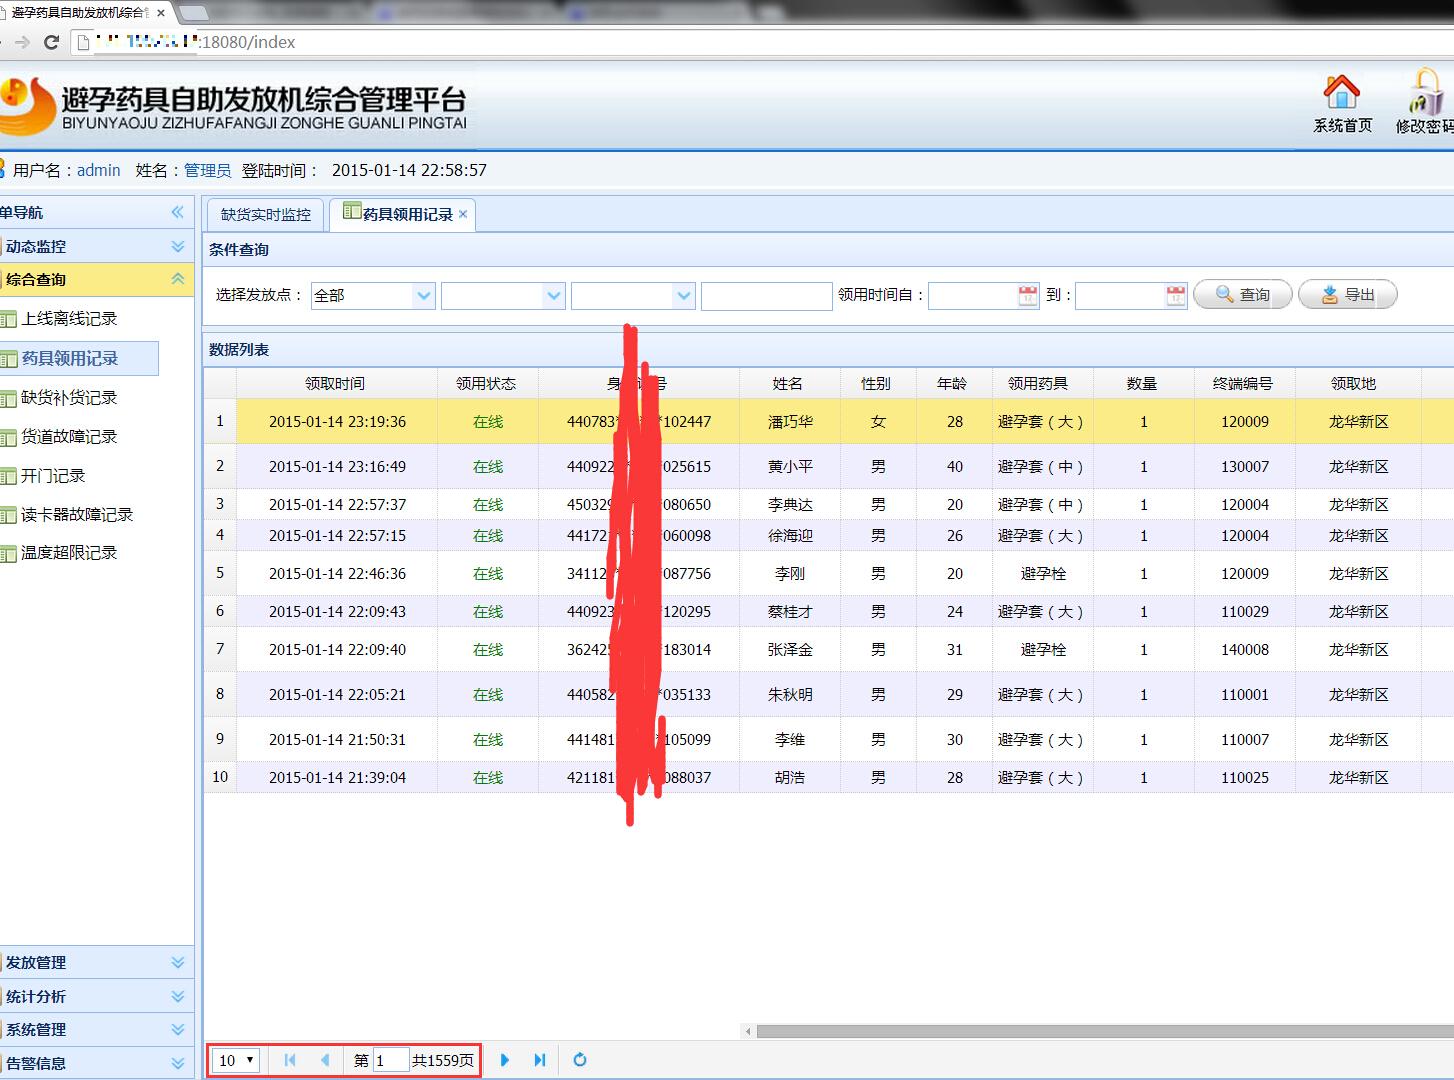 避孕药具自助发放机综合管
:18080/index
避孕药具自助发放机综合管理平台
BIYUNYAOJU ZIZHUFAFANGJI ZONGHE GUANLI PINGTAI
系统首页 修改密码
用户名：admin 姓名：管理员 登陆时间： 2015-01-14 22:58:57
单导航
动态监控
综合查询
上线离线记录
药具领用记录
缺货补货记录
货道故障记录
开门记录
读卡器故障记录
温度超限记录
发放管理
统计分析
系统管理
告警信息
缺货实时监控 药具领用记录
条件查询
选择发放点： 全部 领用时间自： 到： 查询 导出
数据列表
领取时间 领用状态 身 号 姓名 性别 年龄 领用药具 数量 终端编号 领取地
1 2015-01-14 23:19:36 在线 440783 *102447 潘巧华 女 28 避孕套（大） 1 120009 龙华新区
2 2015-01-14 23:16:49 在线 440922 *025615 黄小平 男 40 避孕套（中） 1 130007 龙华新区
3 2015-01-14 22:57:37 在线 450329 *080650 李典达 男 20 避孕套（中） 1 120004 龙华新区
4 2015-01-14 22:57:15 在线 44172 *060098 徐海迎 男 26 避孕套（大） 1 120004 龙华新区
5 2015-01-14 22:46:36 在线 34112 *087756 李刚 男 20 避孕栓 1 120009 龙华新区
6 2015-01-14 22:09:43 在线 440923 *120295 蔡桂才 男 24 避孕套（大） 1 110029 龙华新区
7 2015-01-14 22:09:40 在线 36242 *183014 张泽金 男 31 避孕栓 1 140008 龙华新区
8 2015-01-14 22:05:21 在线 440582 *035133 朱秋明 男 29 避孕套（大） 1 110001 龙华新区
9 2015-01-14 21:50:31 在线 441481 105099 李维 男 30 避孕套（大） 1 110007 龙华新区
10 2015-01-14 21:39:04 在线 421181 088037 胡浩 男 28 避孕套（大） 1 110025 龙华新区
10 第 1 共1559页